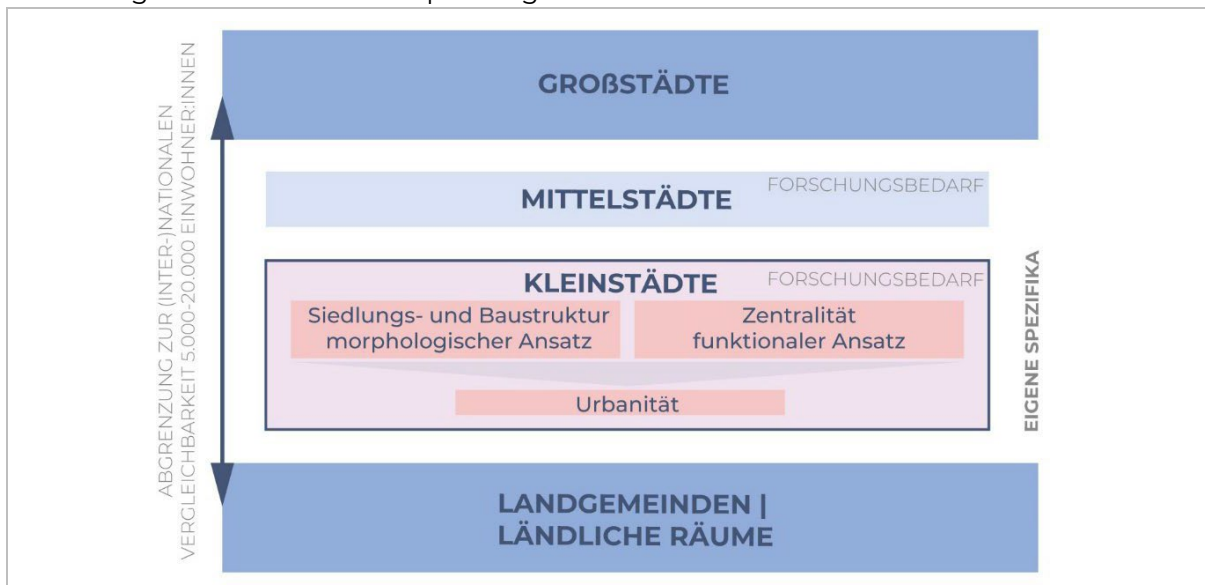 GROẞSTÄDTE
ABGRENZUNG ZUR (INTER-)NATIONALEN
VERGLEICHBARKEIT 5.000-20.000 EINWOHNER:INNEN
MITTELSTÄDTE
FORSCHUNGSBEDARF
KLEINSTÄDTE
FORSCHUNGSBEDARF
Siedlungs- und Baustruktur
morphologischer Ansatz
Zentralität
funktionaler Ansatz
Urbanität
EIGENE SPEZIFIKA
LANDGEMEINDEN |
LÄNDLICHE RÄUME